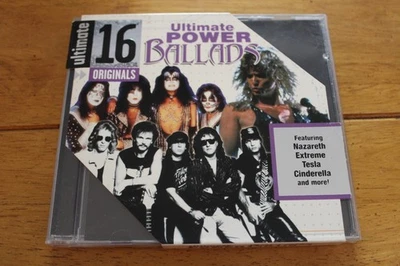 ultimate
16
ORIGINALS
Ultimate
POWER
BALLADS
Featuring
Nazareth
Extreme
Tesla
Cinderella
and more!